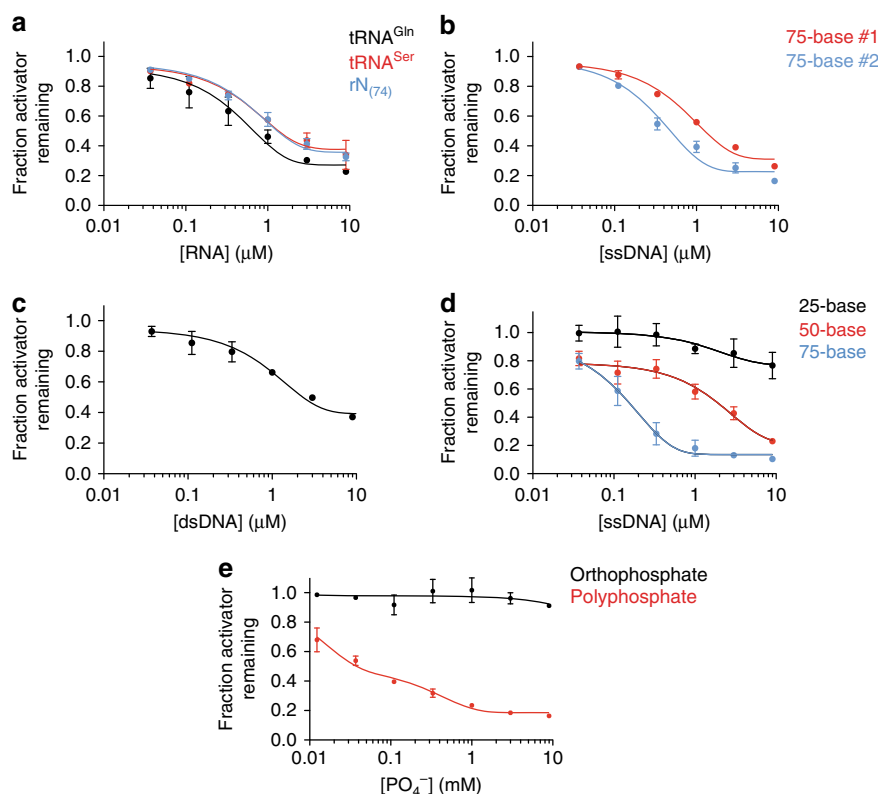 a
tRNA^Gln
tRNA^Ser
rN_(74)
Fraction activator
remaining
1.0
0.8
0.6
0.4
0.2
0.0
0.01 0.1 1 10
[RNA] (μM)
b
75-base #1
75-base #2
Fraction activator
remaining
1.0
0.8
0.6
0.4
0.2
0.0
0.01 0.1 1 10
[ssDNA] (μM)
c
Fraction activator
remaining
1.0
0.8
0.6
0.4
0.2
0.0
0.01 0.1 1 10
[dsDNA] (μM)
d
25-base
50-base
75-base
Fraction activator
remaining
1.0
0.8
0.6
0.4
0.2
0.0
0.01 0.1 1 10
[ssDNA] (μM)
e
Orthophosphate
Polyphosphate
Fraction activator
remaining
1.0
0.8
0.6
0.4
0.2
0.0
0.01 0.1 1 10
[PO₄⁻] (mM)